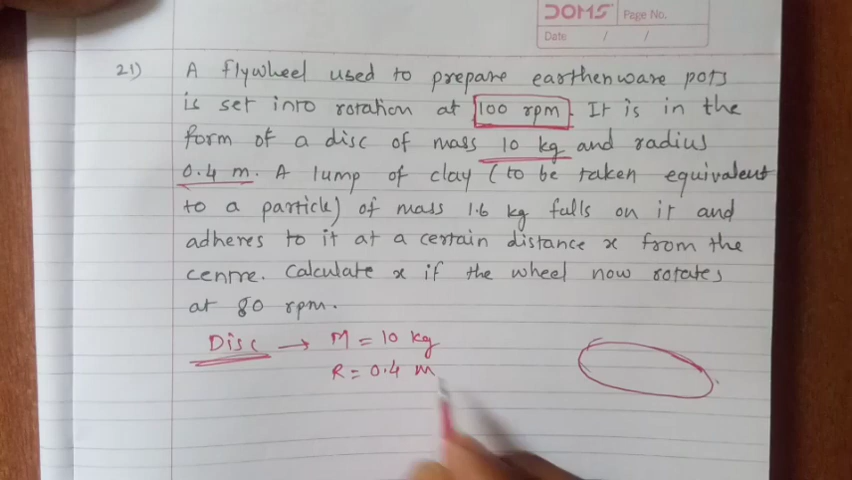 DOMS Page No.
Date / /
21) A flywheel used to prepare earthenware pots
is set into rotation at 100 rpm. It is in the
form of a disc of mass 10 kg and radius
0.4 m. A lump of clay (to be taken equivalent
to a particle) of mass 1.6 kg falls on it and
adheres to it at a certain distance x from the
centre. Calculate x if the wheel now rotates
at 80 rpm.
Disc → M = 10 kg
R = 0.4 m